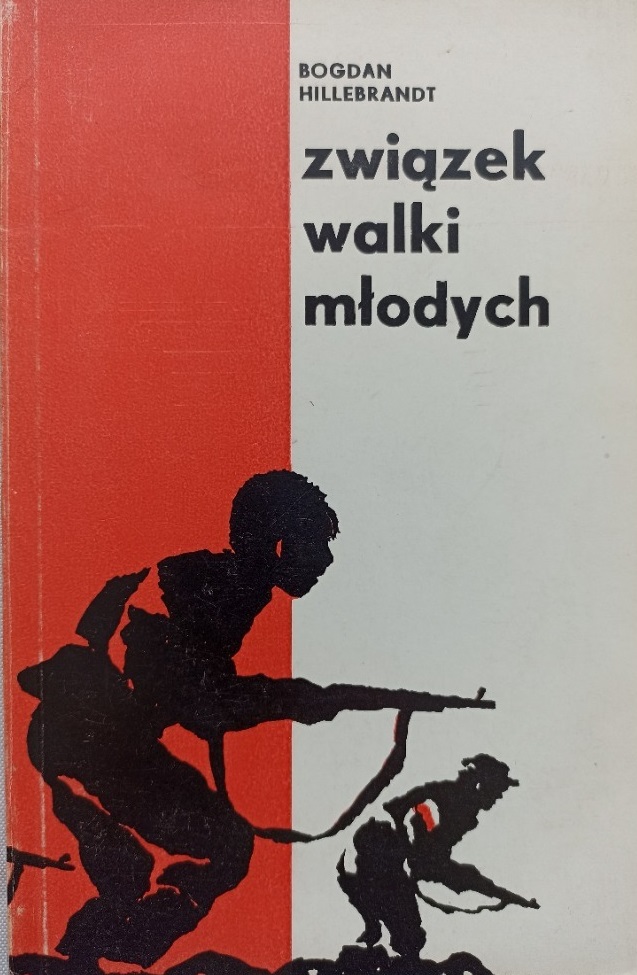 BOGDAN
HILLEBRANDT
związek
walki
młodych